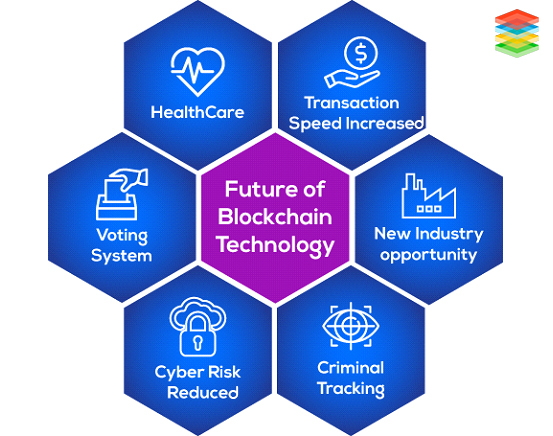 HealthCare
Transaction
Speed Increased
Voting
System
Future of
Blockchain
Technology
New Industry
opportunity
Cyber Risk
Reduced
Criminal
Tracking